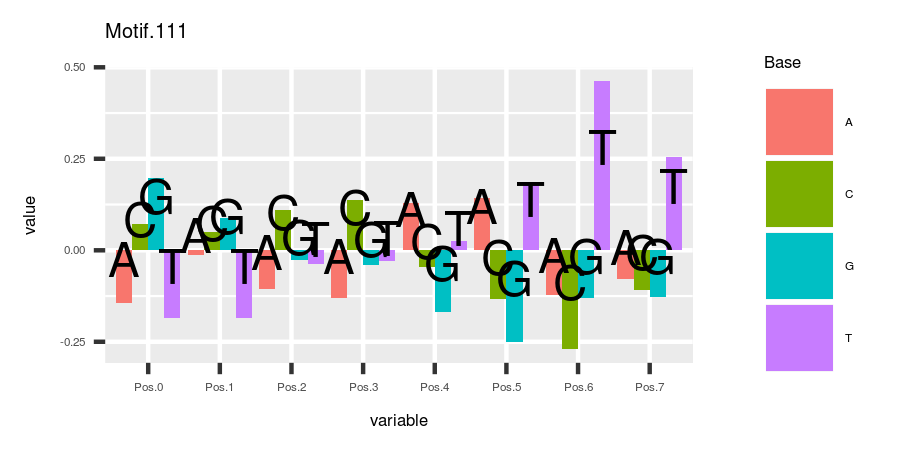 Motif.111
0.50
0.25
0.00
-0.25
value
A C G T A C G T A C G T A C G T A C G T A C G T A C G T A C G T
Pos.0 Pos.1 Pos.2 Pos.3 Pos.4 Pos.5 Pos.6 Pos.7
variable
Base
A
C
G
T